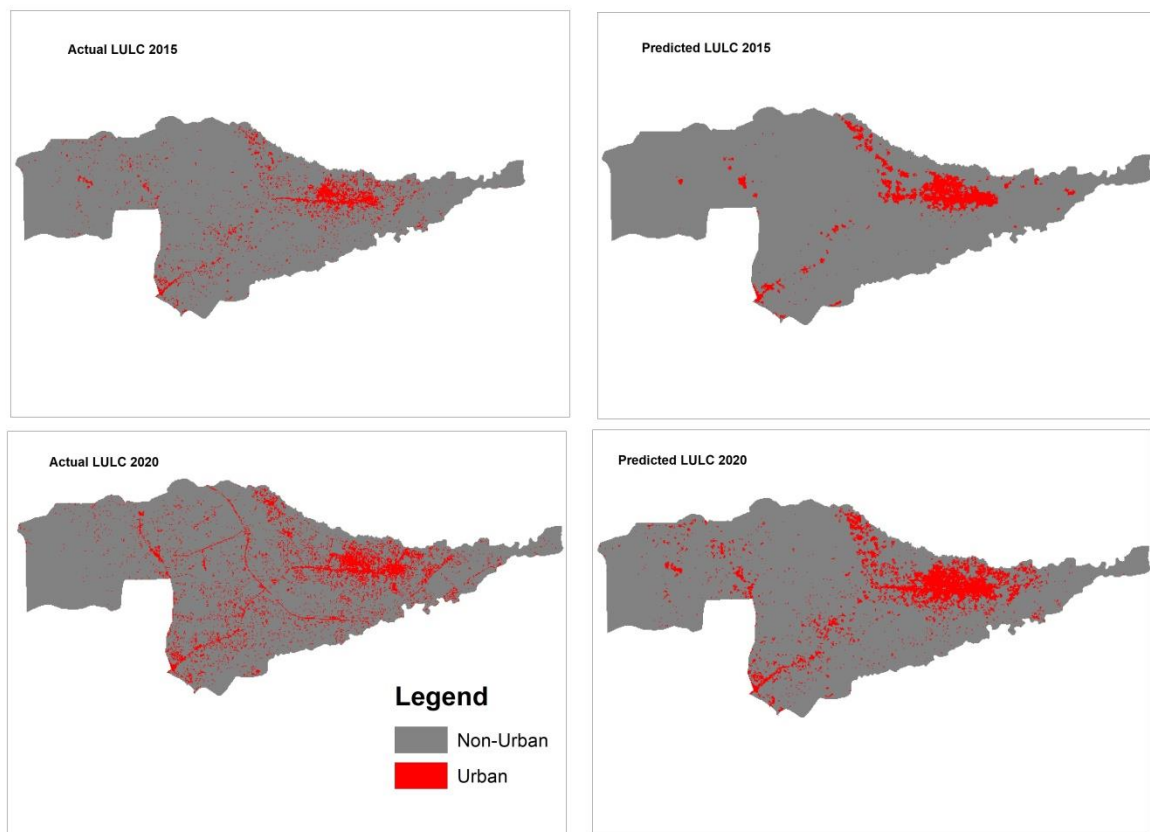 Actual LULC 2015
Predicted LULC 2015
Actual LULC 2020
Predicted LULC 2020
Legend
Non-Urban
Urban